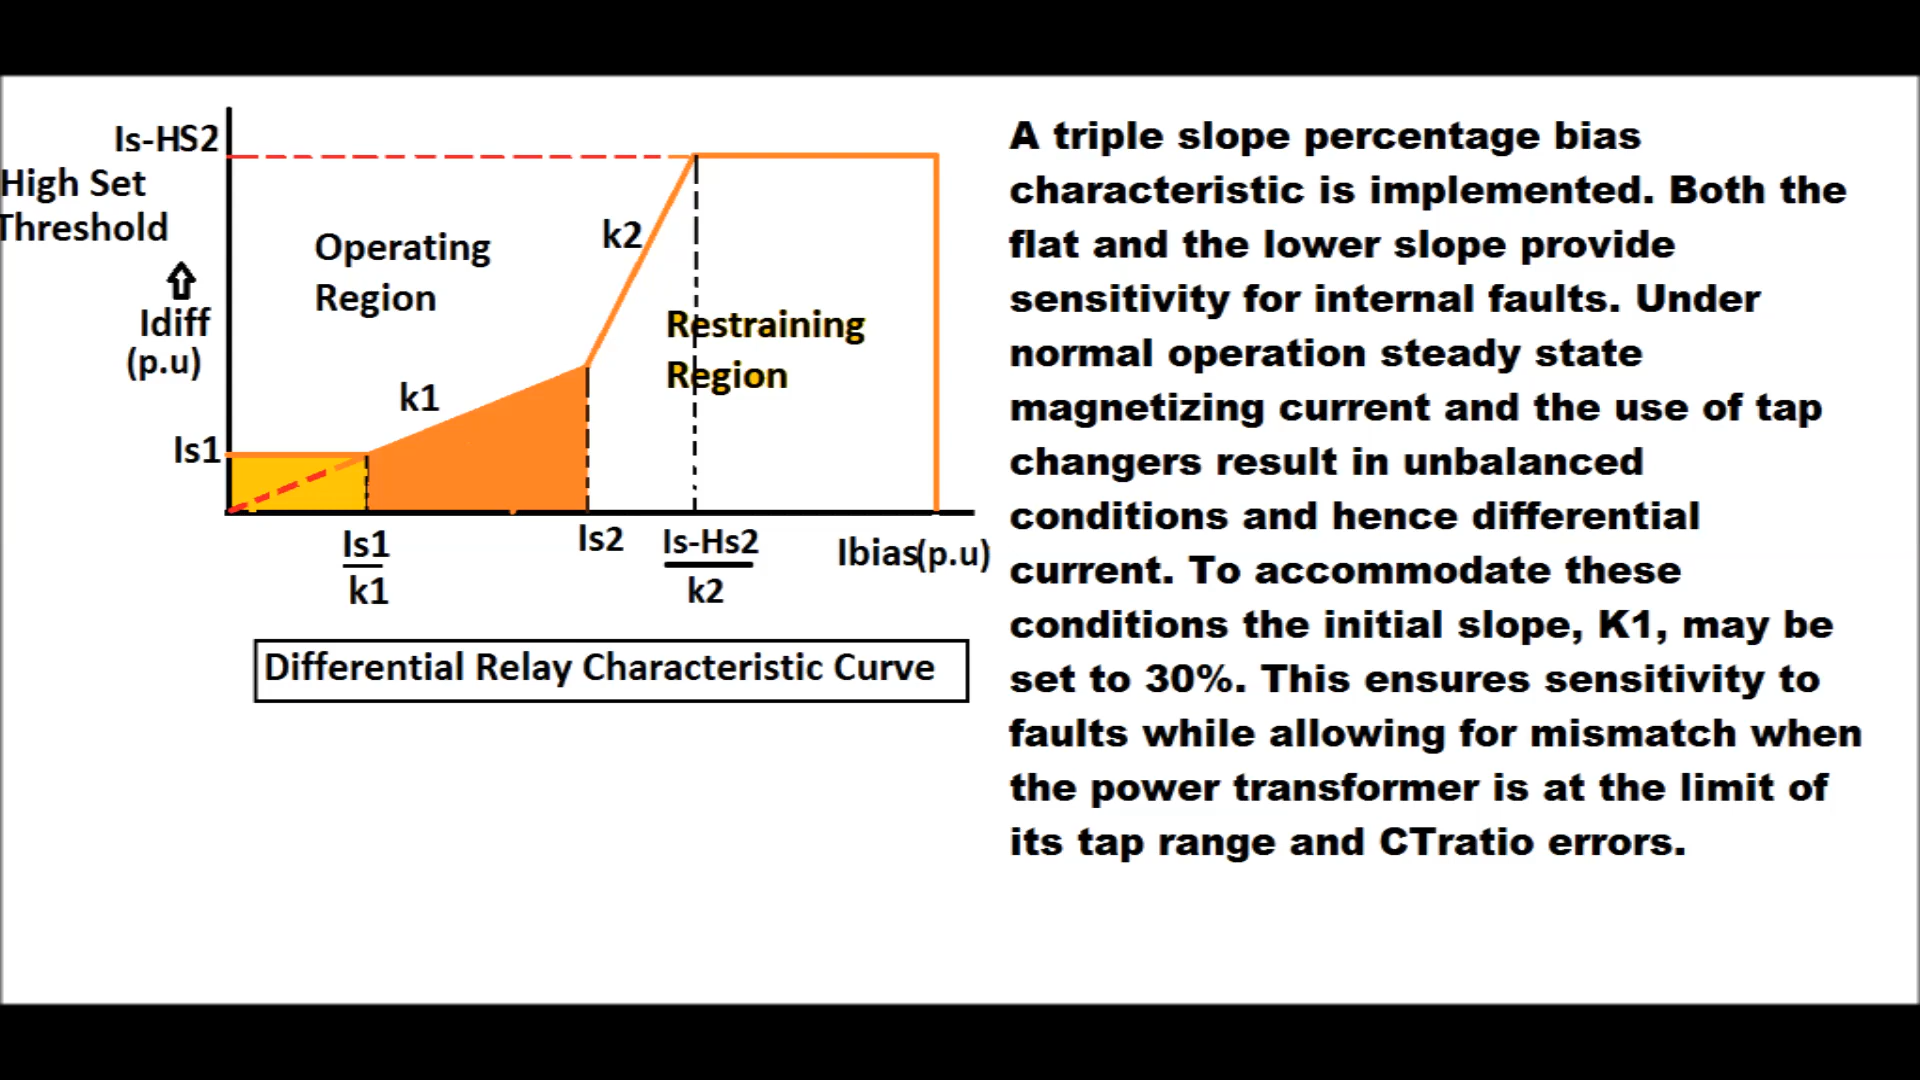 Is-HS2
High Set
Threshold
Idiff
(p.u)
Is1
Operating
Region
k1
k2
Restraining
Region
Is1
k1
Is2
Is-Hs2
k2
Ibias(p.u)
Differential Relay Characteristic Curve
A triple slope percentage bias
characteristic is implemented. Both the
flat and the lower slope provide
sensitivity for internal faults. Under
normal operation steady state
magnetizing current and the use of tap
changers result in unbalanced
conditions and hence differential
current. To accommodate these
conditions the initial slope, K1, may be
set to 30%. This ensures sensitivity to
faults while allowing for mismatch when
the power transformer is at the limit of
its tap range and CTratio errors.